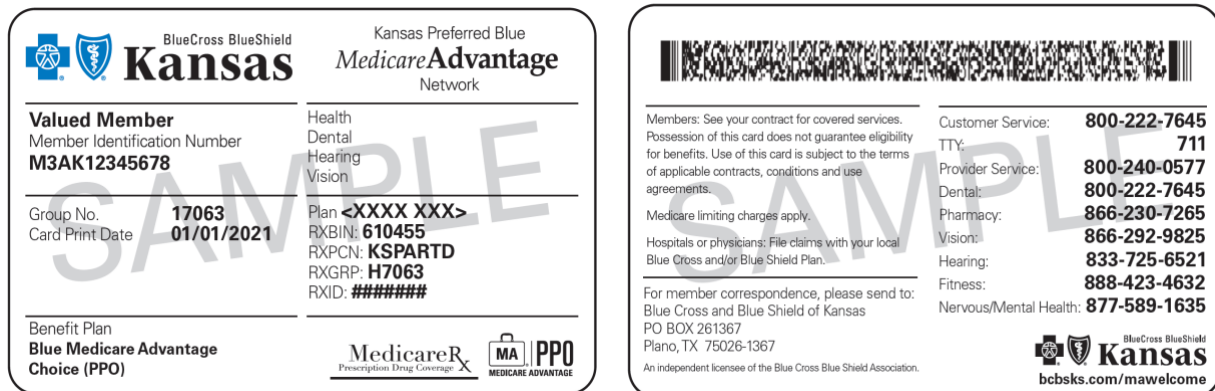 BlueCross BlueShield
Kansas
Kansas Preferred Blue
MedicareAdvantage
Network
Valued Member
Member Identification Number
M3AK12345678
Health
Dental
Hearing
Vision
Group No. 17063
Card Print Date 01/01/2021
Plan <XXXX XXX>
RXBIN: 610455
RXPCN: KSPARTD
RXGRP: H7063
RXID: #######
SAMPLE
Benefit Plan
Blue Medicare Advantage
Choice (PPO)
MedicareRx
Prescription Drug Coverage
MA PPO
MEDICARE ADVANTAGE
Members: See your contract for covered services.
Possession of this card does not guarantee eligibility
for benefits. Use of this card is subject to the terms
of applicable contracts, conditions and use
agreements.
Medicare limiting charges apply.
Hospitals or physicians: File claims with your local
Blue Cross and/or Blue Shield Plan.
For member correspondence, please send to:
Blue Cross and Blue Shield of Kansas
PO BOX 261367
Plano, TX 75026-1367
An independent licensee of the Blue Cross Blue Shield Association.
Customer Service: 800-222-7645
TTY: 711
Provider Service: 800-240-0577
Dental: 800-222-7645
Pharmacy: 866-230-7265
Vision: 866-292-9825
Hearing: 833-725-6521
Fitness: 888-423-4632
Nervous/Mental Health: 877-589-1635
SAMPLE
BlueCross BlueShield
Kansas
bcbsks.com/mawelcome